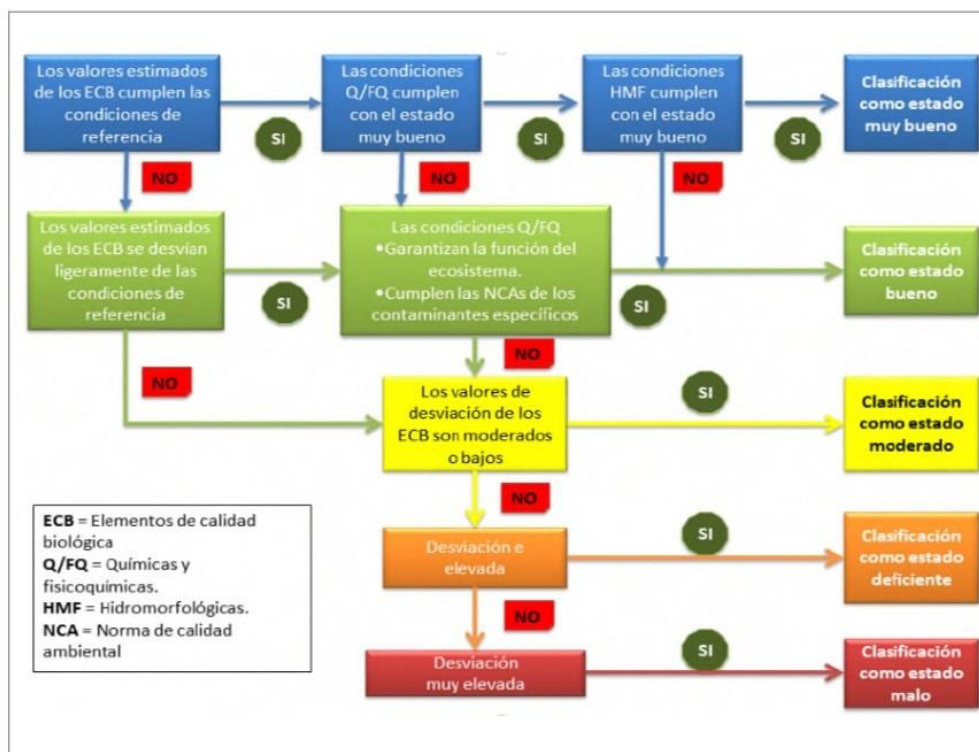 Los valores estimados
de los ECB cumplen las
condiciones de
referencia
SI
Las condiciones
Q/FQ cumplen
con el estado
muy bueno
SI
Las condiciones
HMF cumplen
con el estado
muy bueno
SI
Clasificación
como estado
muy bueno
NO
NO
NO
Los valores estimados
de los ECB se desvían
ligeramente de las
condiciones de
referencia
SI
Las condiciones Q/FQ
•Garantizan la función del
ecosistema.
•Cumplen las NCAs de los
contaminantes específicos
SI
Clasificación
como estado
bueno
NO
NO
Los valores de
desviación de los
ECB son moderados
o bajos
SI
Clasificación
como estado
moderado
NO
Desviación e
elevada
SI
Clasificación
como estado
deficiente
NO
Desviación
muy elevada
SI
Clasificación
como estado
malo
ECB = Elementos de calidad
biológica
Q/FQ = Químicas y
fisicoquímicas.
HMF = Hidromorfológicas.
NCA = Norma de calidad
ambiental